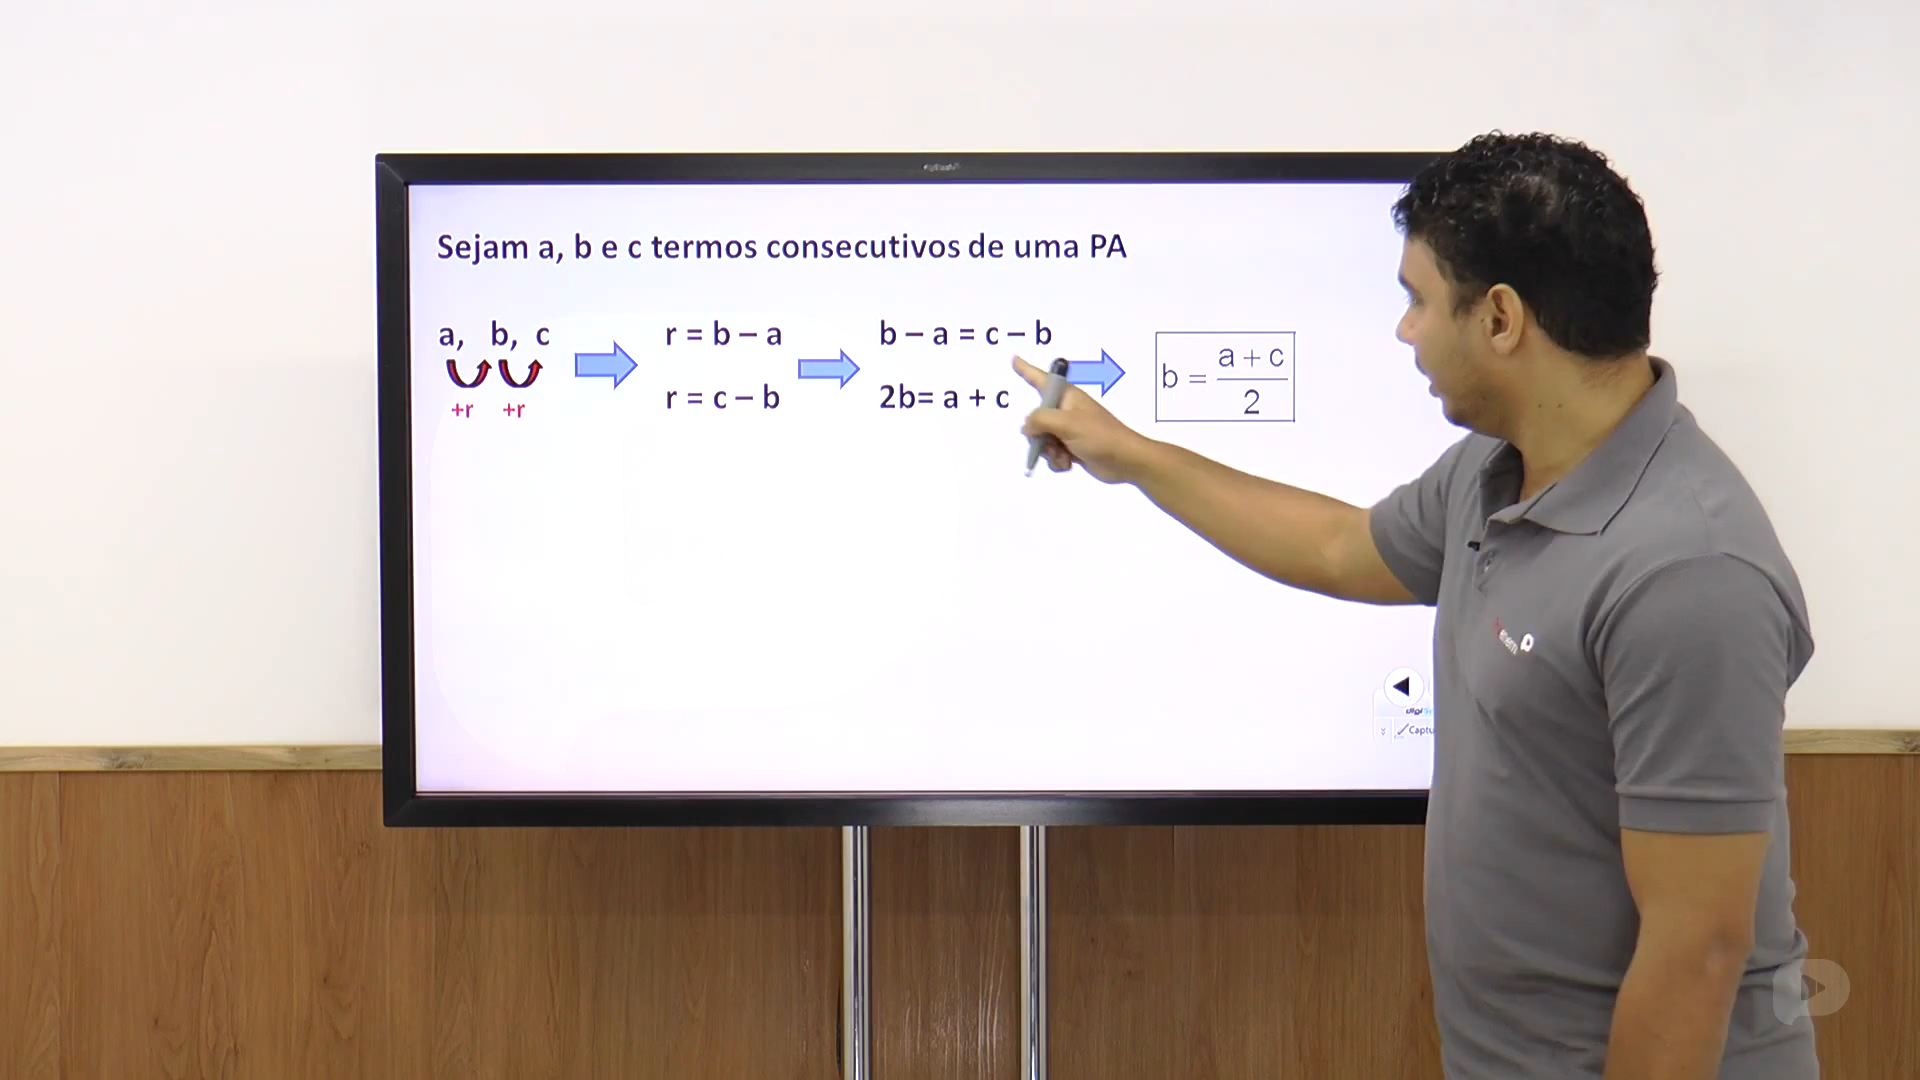 Sejam a, b e c termos consecutivos de uma PA
a, b, c
+r +r
r = b – a
r = c – b
b – a = c – b
2b= a + c
b = a + c
2